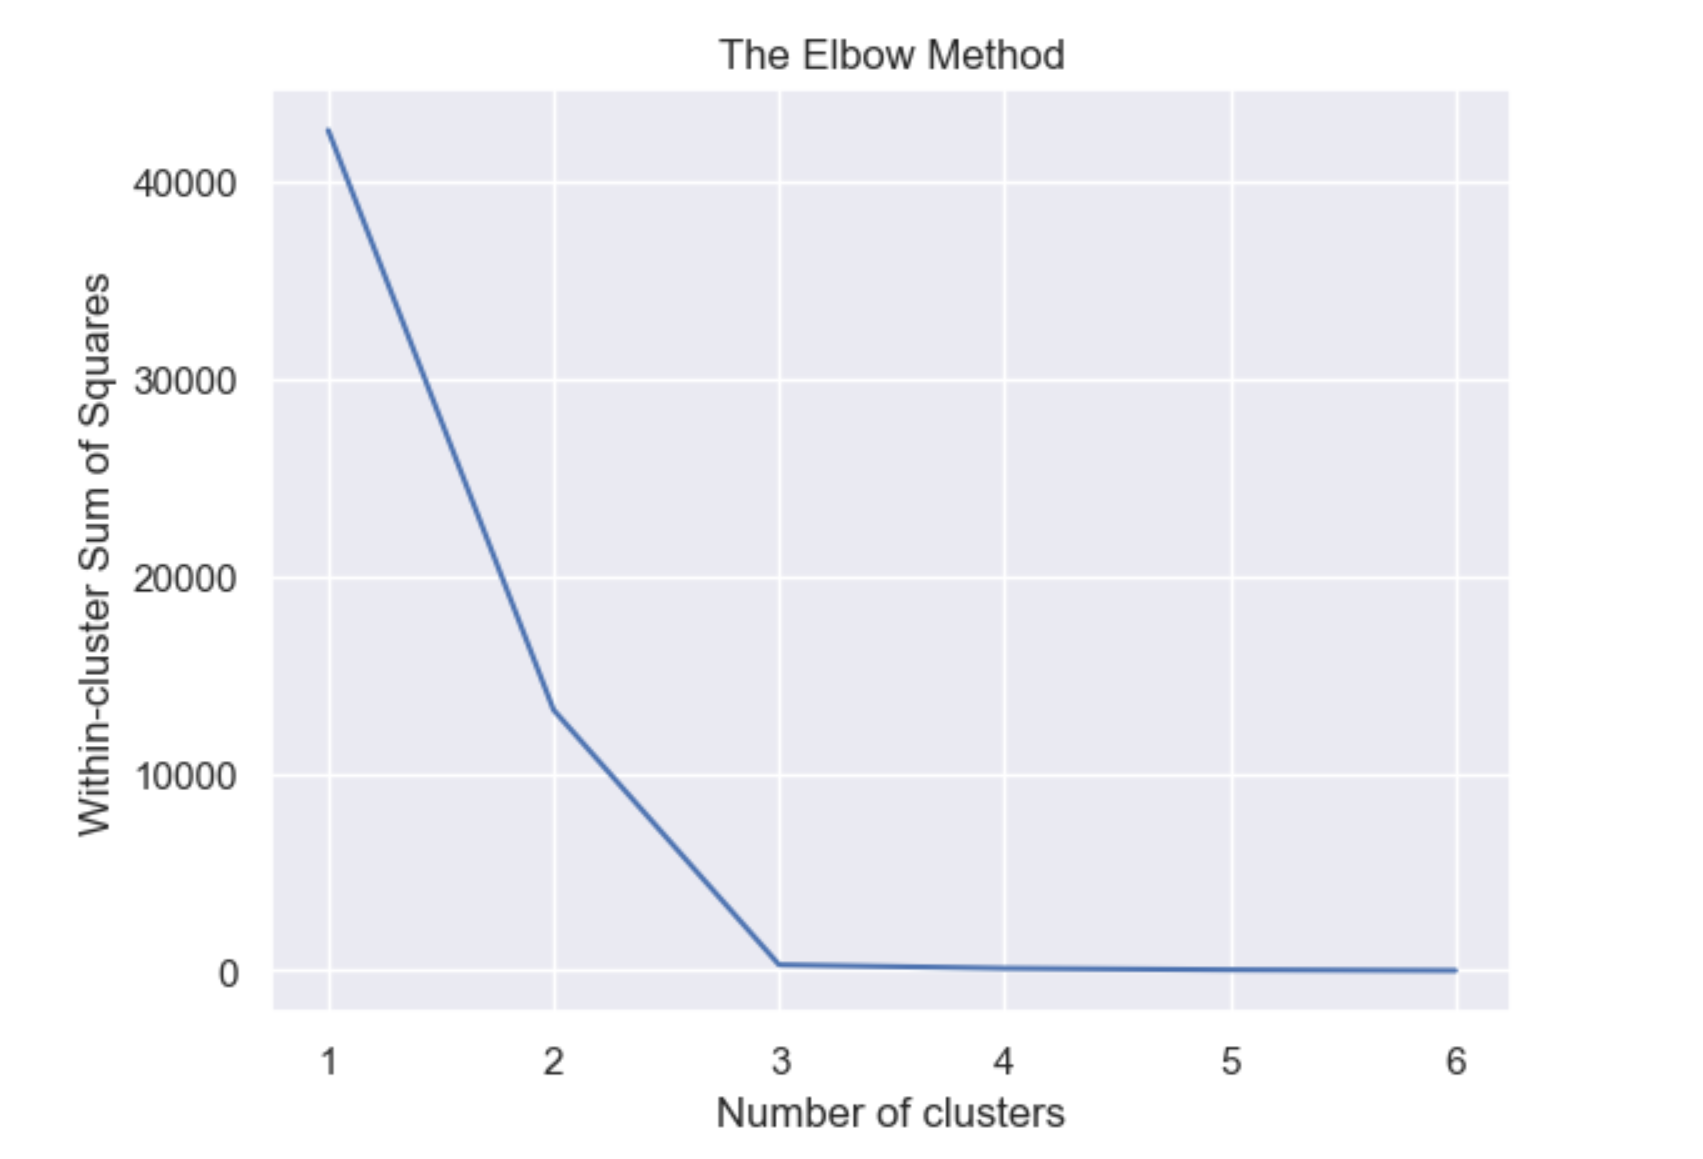 The Elbow Method
Within-cluster Sum of Squares
40000
30000
20000
10000
0
1 2 3 4 5 6
Number of clusters